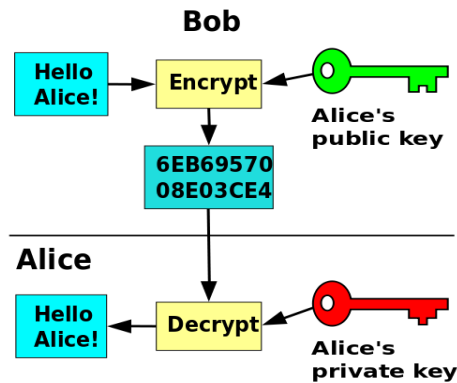 Bob
Hello
Alice!
Encrypt
Alice's
public key
6EB69570
08E03CE4
Alice
Hello
Alice!
Decrypt
Alice's
private key